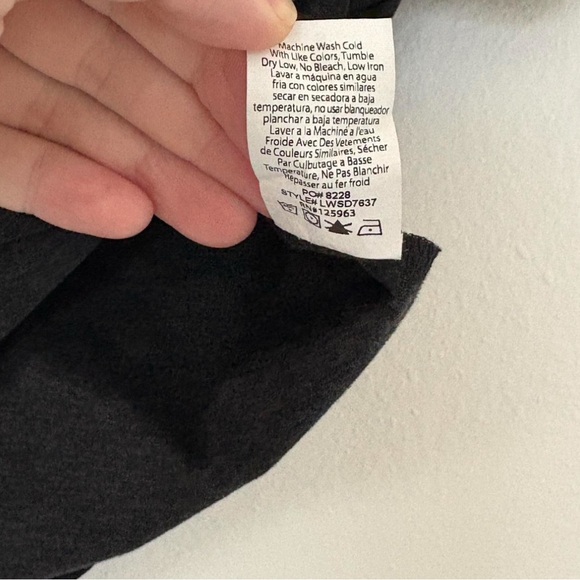 Machine Wash Cold
With Like Colors, Tumble
Dry Low, No Bleach, Low Iron
Lavar a máquina en agua
fria con colores similares
secar en secadora a baja
temperatura, no usar blanqueador
planchar a baja temperatura
Laver a la Machine a l'eau
Froide Avec Des Vetements
de Couleurs Similaires, Sécher
Par Culbutage a Basse
Temperature, Ne Pas Blanchir
Repasser au fer froid
PO# 8228
STYLE# LWSD7637
RN#125963